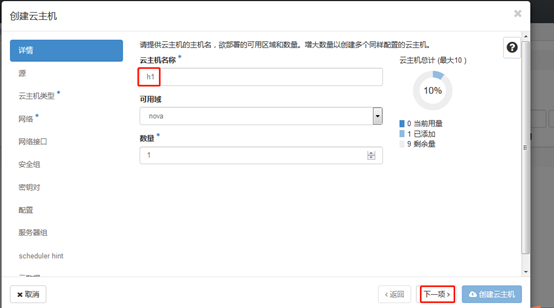 创建云主机
×
详情
源
云主机类型 *
网络 *
网络接口
安全组
密钥对
配置
服务器组
scheduler hint
请提供云主机的主机名，欲部署的可用区域和数量。增大数量以创建多个同样配置的云主机。
云主机名称 *
h1
可用域
nova
数量 *
1
?
云主机总计 (最大10 )
10%
0 当前用量
1 已添加
9 剩余量
× 取消
< 返回
下一项 >
创建云主机